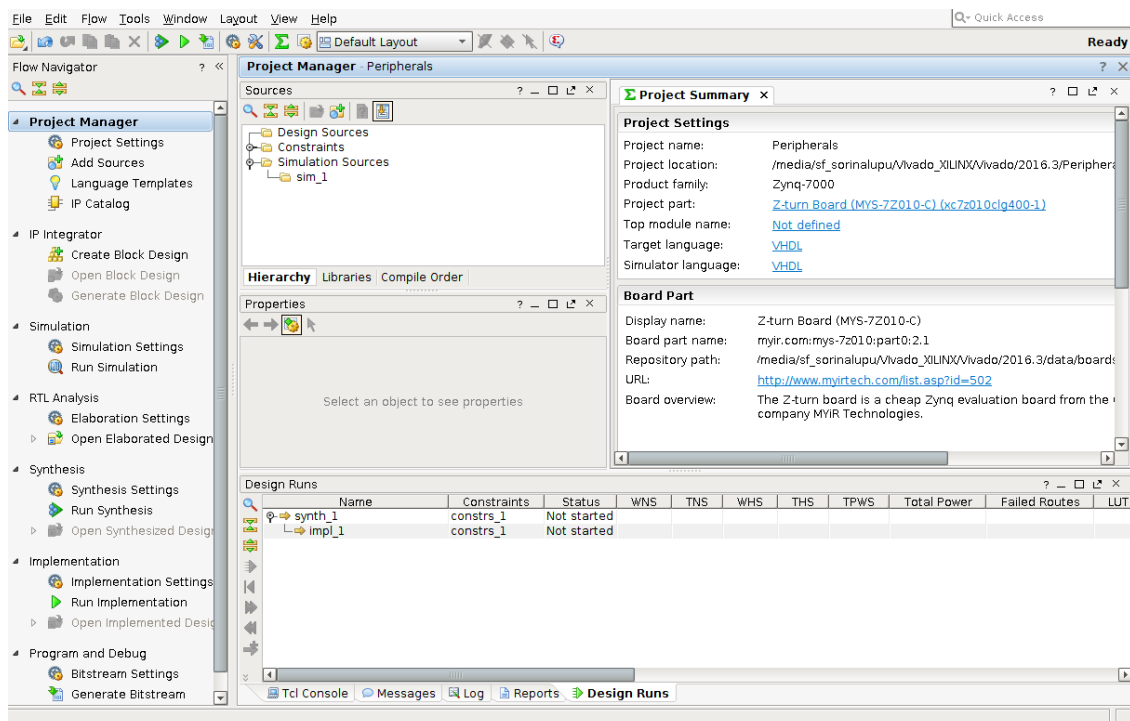 File Edit Flow Tools Window Layout View Help
Quick Access
Default Layout
Ready
Flow Navigator
Project Manager
Project Settings
Add Sources
Language Templates
IP Catalog
IP Integrator
Create Block Design
Open Block Design
Generate Block Design
Simulation
Simulation Settings
Run Simulation
RTL Analysis
Elaboration Settings
Open Elaborated Design
Synthesis
Synthesis Settings
Run Synthesis
Open Synthesized Desig
Implementation
Implementation Settings
Run Implementation
Open Implemented Desig
Program and Debug
Bitstream Settings
Generate Bitstream
Project Manager - Peripherals
Sources
Design Sources
Constraints
Simulation Sources
sim_1
Hierarchy Libraries Compile Order
Properties
Select an object to see properties
Project Summary
Project Settings
Project name: Peripherals
Project location: /media/sf_sorinalupu/Vivado_XILINX/Vivado/2016.3/Periphera
Product family: Zynq-7000
Project part: Z-turn Board (MYS-7Z010-C) (xc7z010clg400-1)
Top module name: Not defined
Target language: VHDL
Simulator language: VHDL
Board Part
Display name: Z-turn Board (MYS-7Z010-C)
Board part name: myir.com:mys-7z010:part0:2.1
Repository path: /media/sf_sorinalupu/Vivado_XILINX/Vivado/2016.3/data/boards
URL: http://www.myirtech.com/list.asp?id=502
Board overview: The Z-turn board is a cheap Zynq evaluation board from the
company MYiR Technologies.
Design Runs
Name Constraints Status WNS TNS WHS THS TPWS Total Power Failed Routes LUT
synth_1 constrs_1 Not started
impl_1 constrs_1 Not started
Tcl Console Messages Log Reports Design Runs